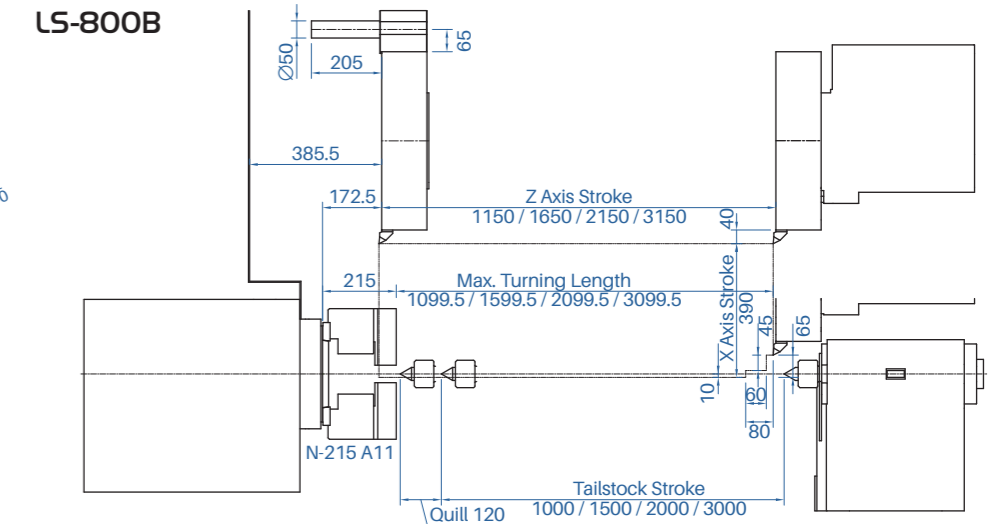 LS-800B
Ø50
205
65
385.5
172.5
Z Axis Stroke
1150 / 1650 / 2150 / 3150
40
215
Max. Turning Length
1099.5 / 1599.5 / 2099.5 / 3099.5
X Axis Stroke
390
45
65
10
60
80
N-215 A11
Tailstock Stroke
1000 / 1500 / 2000 / 3000
Quill 120